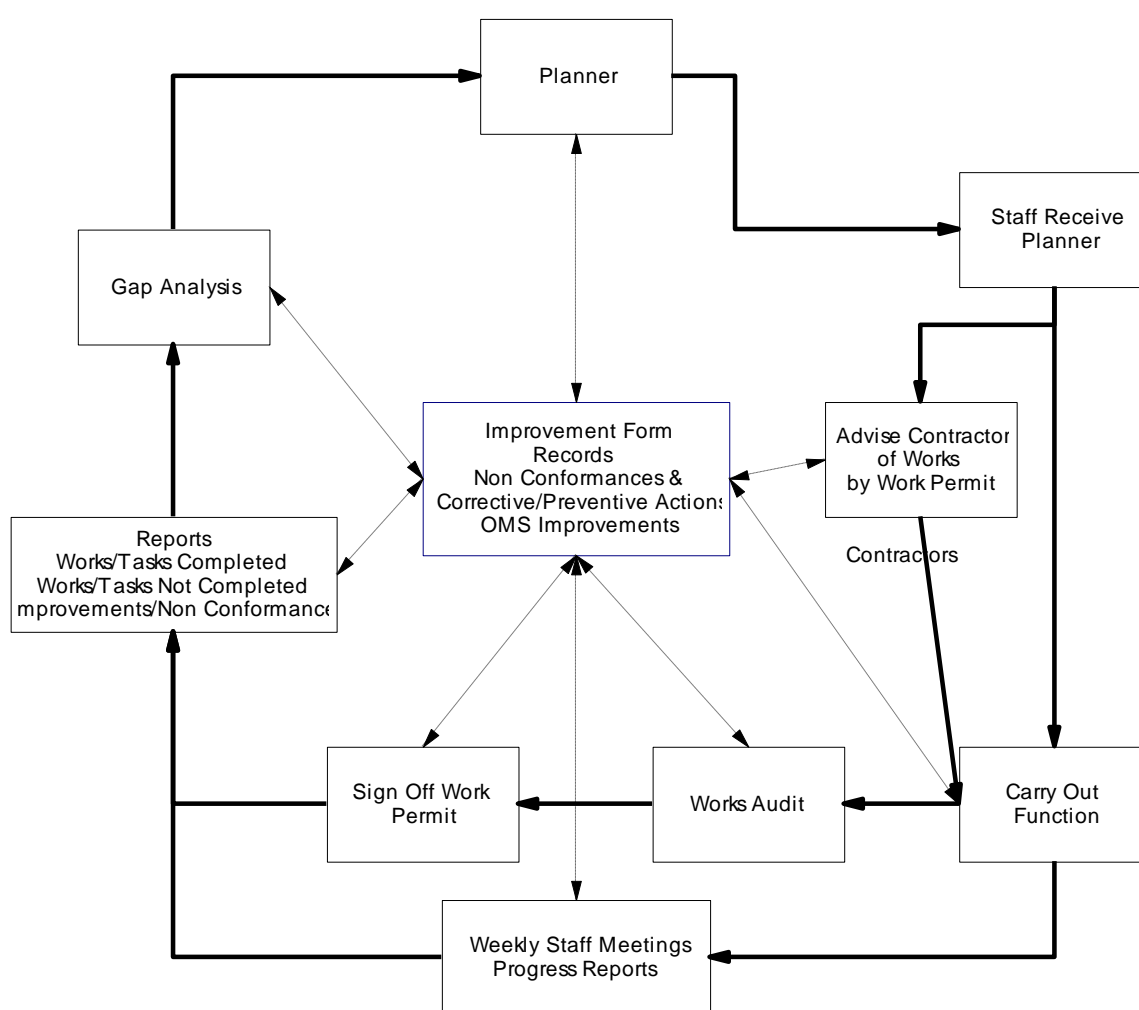 Planner
Staff Receive
Planner
Gap Analysis
Improvement Form
Records
Non Conformances &
Corrective/Preventive Actions
OMS Improvements
Advise Contractor
of Works
by Work Permit
Contractors
Reports
Works/Tasks Completed
Works/Tasks Not Completed
mprovements/Non Conformance
Sign Off Work
Permit
Works Audit
Carry Out
Function
Weekly Staff Meetings
Progress Reports